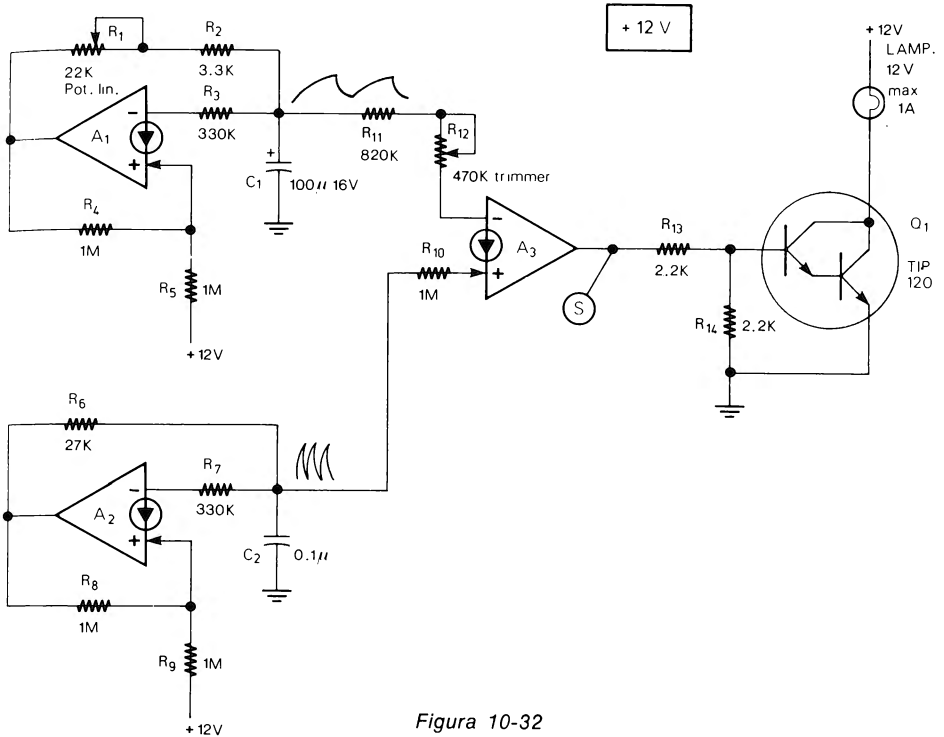 + 12 V
+ 12V
LAMP.
12 V
max
1A
R1
22K
Pot. lin.
R2
3.3K
R3
330K
A1
-
+
C1
+
100µ 16V
R4
1M
R5
1M
+ 12V
R11
820K
R12
470K trimmer
R10
1M
A3
-
+
S
R13
2.2K
R14
2.2K
Q1
TIP
120
R6
27K
R7
330K
A2
-
+
C2
0.1µ
R8
1M
R9
1M
+ 12V
Figura 10-32